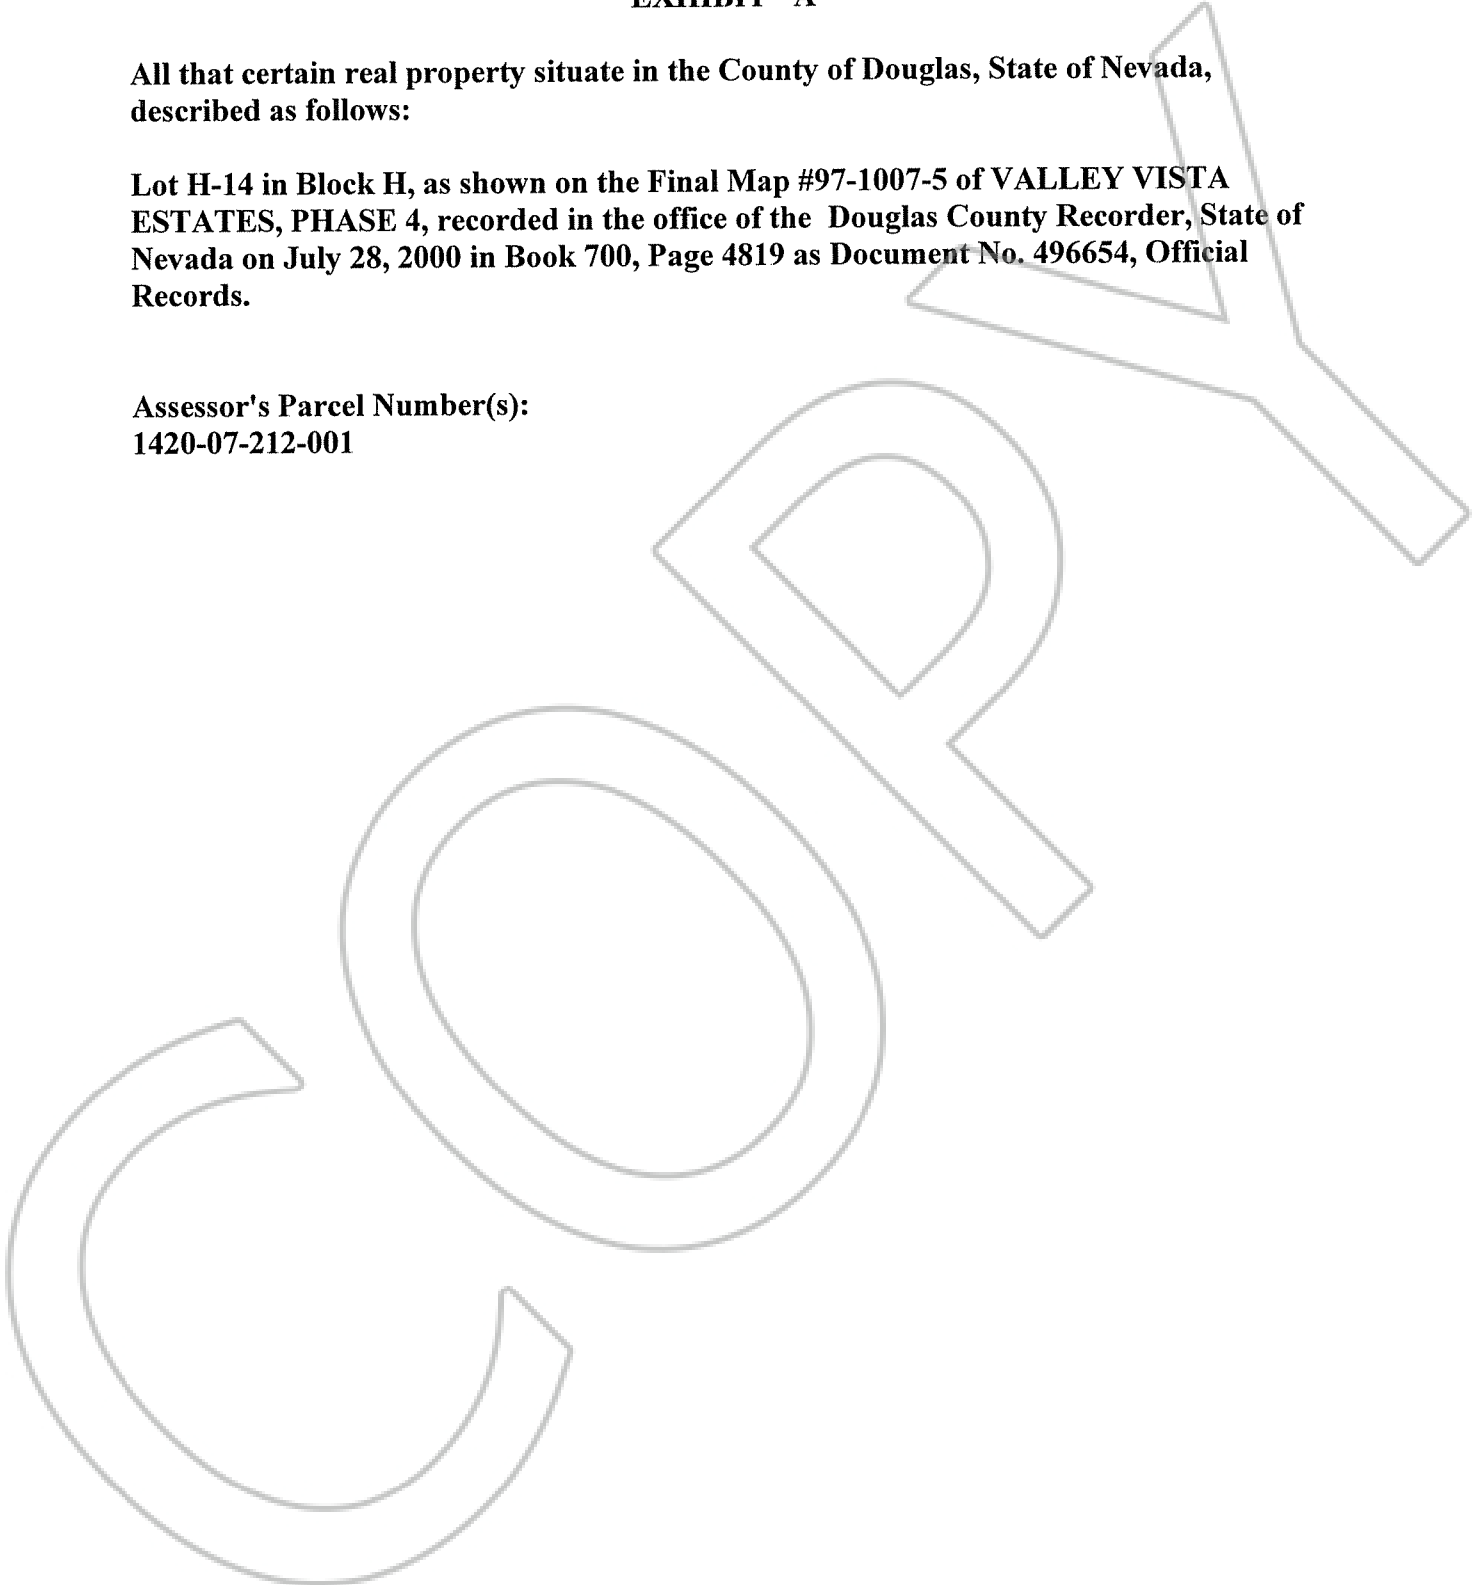 EXHIBIT "A"
All that certain real property situate in the County of Douglas, State of Nevada,
described as follows:
Lot H-14 in Block H, as shown on the Final Map #97-1007-5 of VALLEY VISTA
ESTATES, PHASE 4, recorded in the office of the Douglas County Recorder, State of
Nevada on July 28, 2000 in Book 700, Page 4819 as Document No. 496654, Official
Records.
Assessor's Parcel Number(s):
1420-07-212-001
COPY